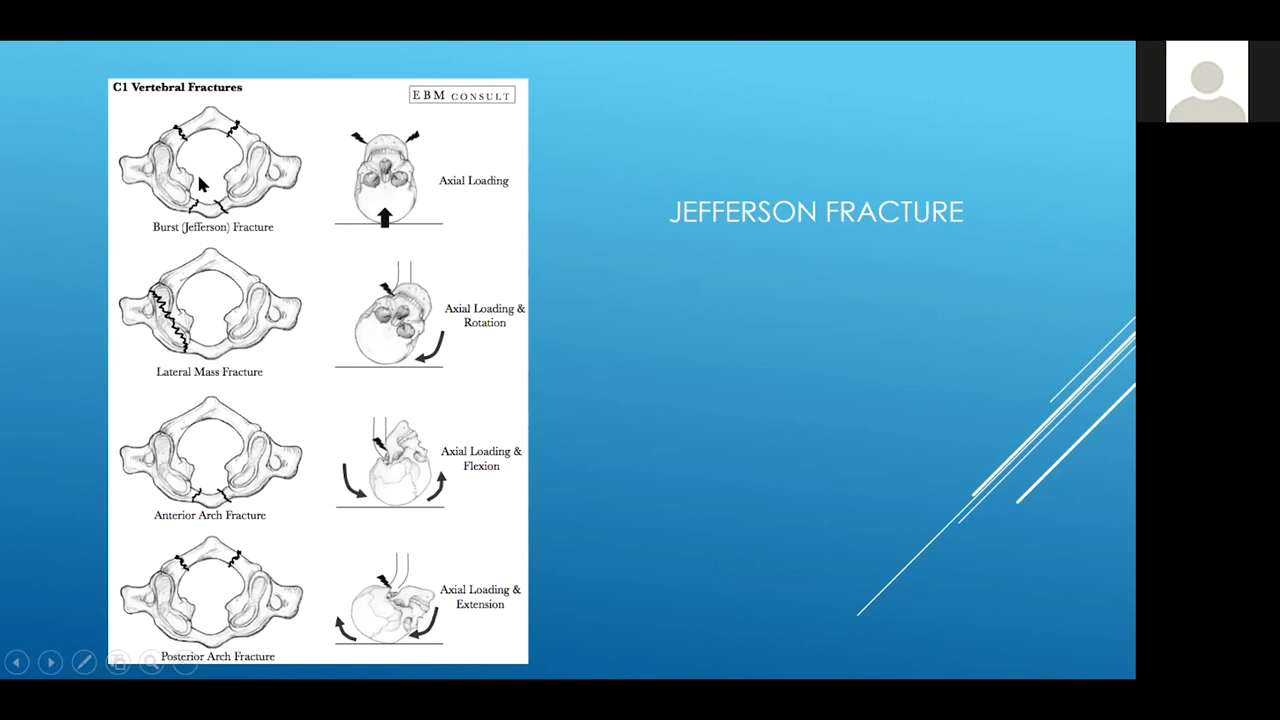 C1 Vertebral Fractures
EBM CONSULT
Axial Loading
Burst (Jefferson) Fracture
Axial Loading &
Rotation
Lateral Mass Fracture
Axial Loading &
Flexion
Anterior Arch Fracture
Axial Loading &
Extension
Posterior Arch Fracture
JEFFERSON FRACTURE